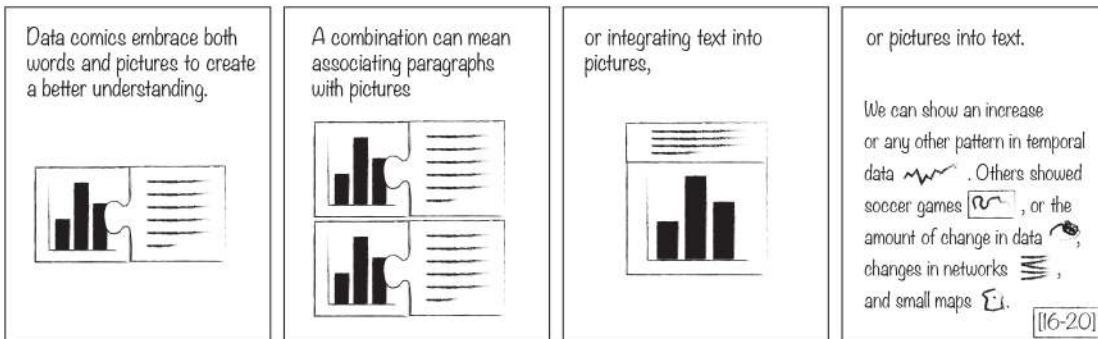 Data comics embrace both
words and pictures to create
a better understanding.
A combination can mean
associating paragraphs
with pictures
or integrating text into
pictures,
or pictures into text.
We can show an increase
or any other pattern in temporal
data . Others showed
soccer games , or the
amount of change in data ,
changes in networks ,
and small maps .
[16-20]